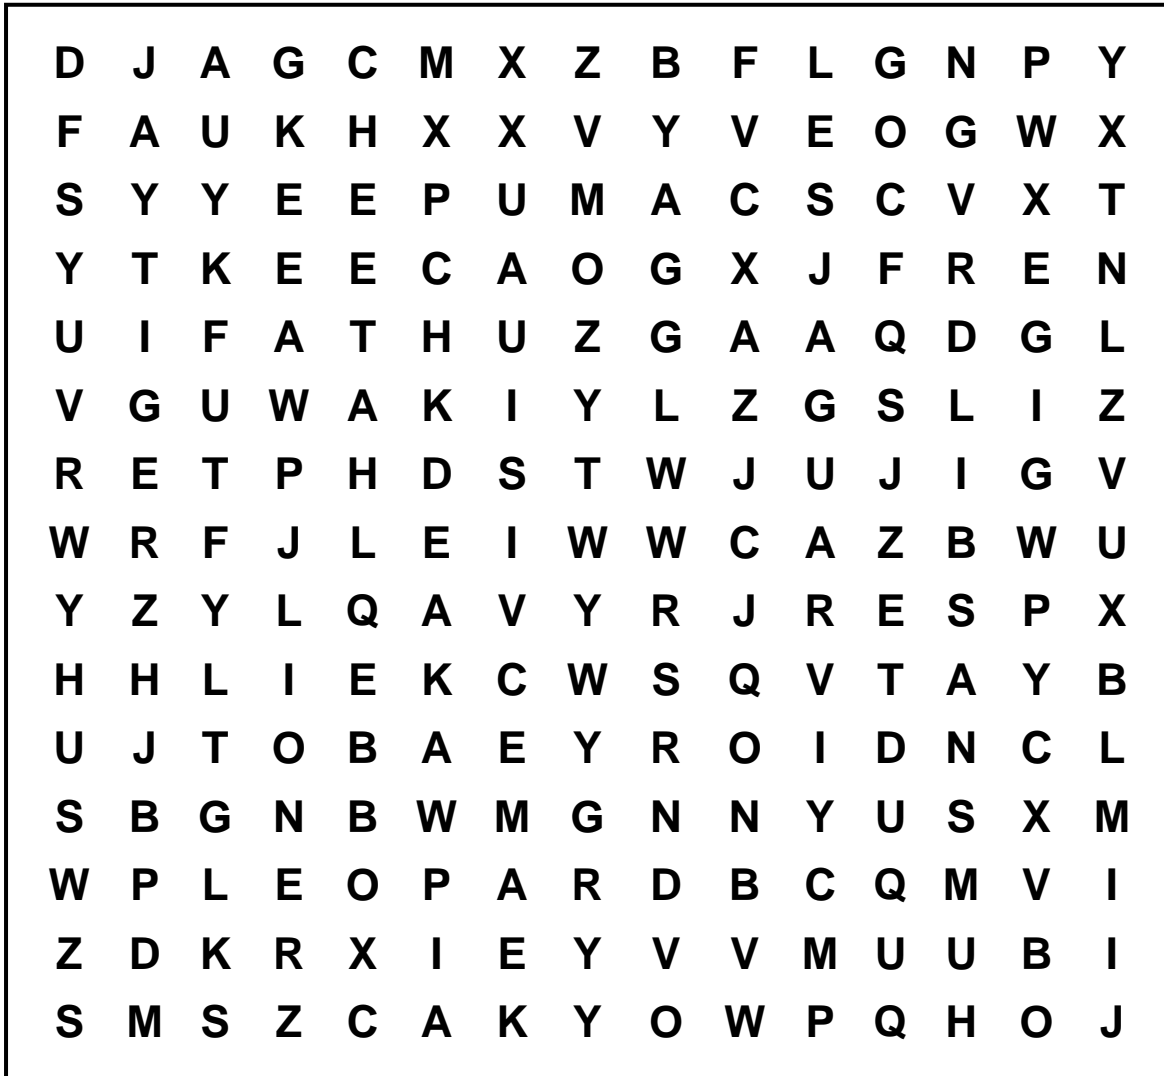 D J A G C M X Z B F L G N P Y
F A U K H X X V Y V E O G W X
S Y Y E E P U M A C S C V X T
Y T K E E C A O G X J F R E N
U I F A T H U Z G A A Q D G L
V G U W A K I Y L Z G S L I Z
R E T P H D S T W J U J I G V
W R F J L E I W W C A Z B W U
Y Z Y L Q A V Y R J R E S P X
H H L I E K C W S Q V T A Y B
U J T O B A E Y R O I D N C L
S B G N B W M G N N Y U S X M
W P L E O P A R D B C Q M V I
Z D K R X I E Y V V M U U B I
S M S Z C A K Y O W P Q H O J